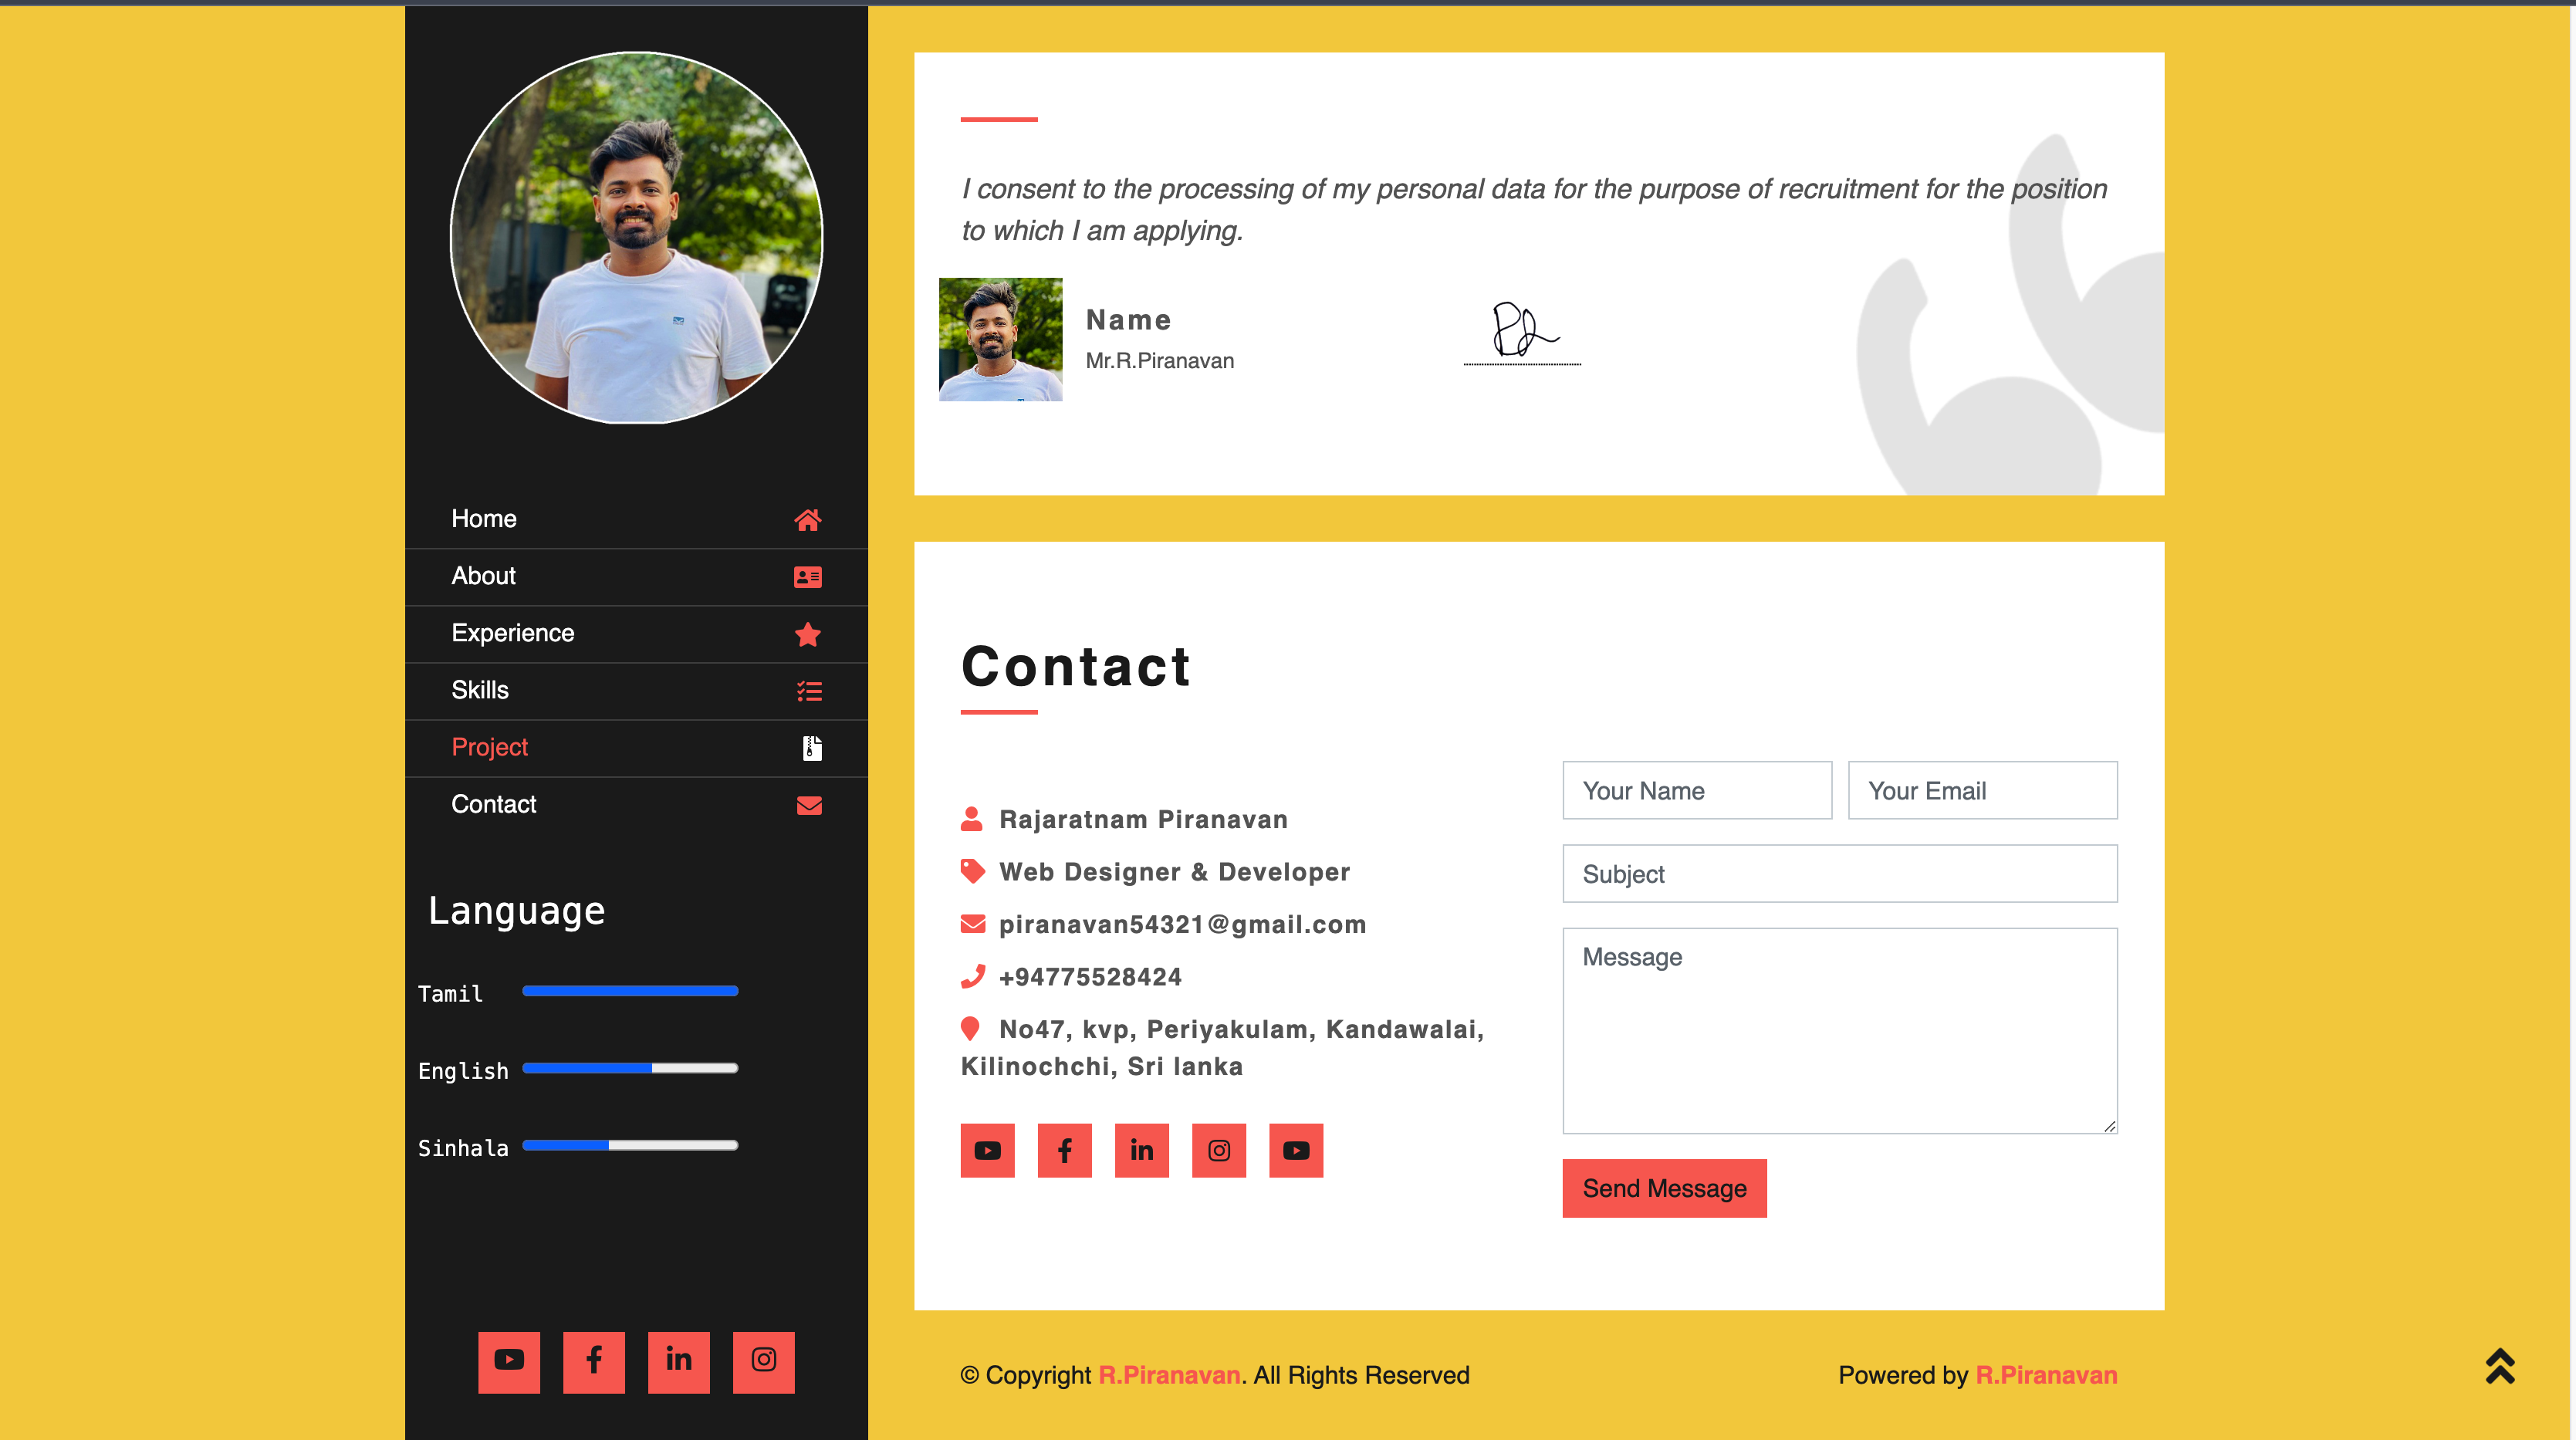 Home
About
Experience
Skills
Project
Contact
Language
Tamil
English
Sinhala
I consent to the processing of my personal data for the purpose of recruitment for the position
to which I am applying.
Name
Mr.R.Piranavan
Contact
Rajaratnam Piranavan
Web Designer & Developer
piranavan54321@gmail.com
+94775528424
No47, kvp, Periyakulam, Kandawalai,
Kilinochchi, Sri lanka
Your Name
Your Email
Subject
Message
Send Message
© Copyright R.Piranavan. All Rights Reserved
Powered by R.Piranavan